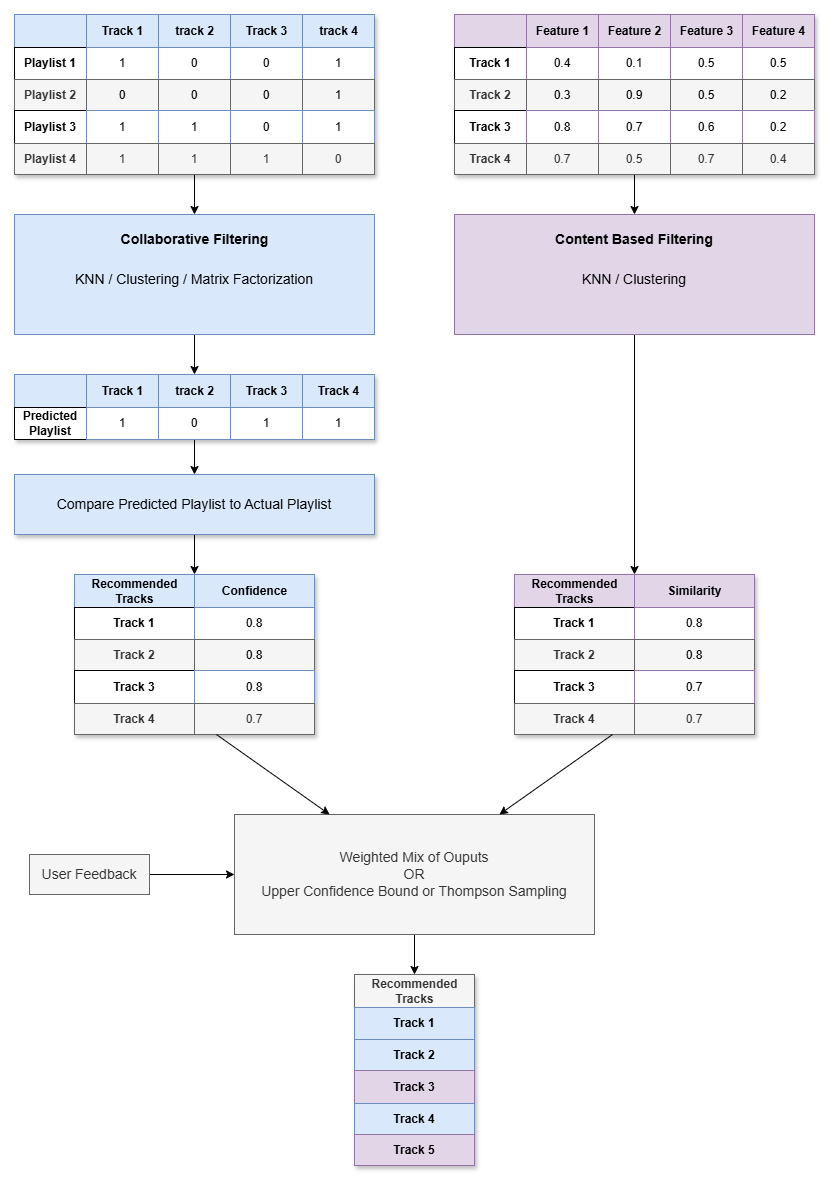 Track 1 track 2 Track 3 track 4
Playlist 1 1 0 0 1
Playlist 2 0 0 0 1
Playlist 3 1 1 0 1
Playlist 4 1 1 1 0
Feature 1 Feature 2 Feature 3 Feature 4
Track 1 0.4 0.1 0.5 0.5
Track 2 0.3 0.9 0.5 0.2
Track 3 0.8 0.7 0.6 0.2
Track 4 0.7 0.5 0.7 0.4
Collaborative Filtering
KNN / Clustering / Matrix Factorization
Content Based Filtering
KNN / Clustering
Track 1 track 2 Track 3 Track 4
Predicted
Playlist 1 0 1 1
Compare Predicted Playlist to Actual Playlist
Recommended
Tracks Confidence
Track 1 0.8
Track 2 0.8
Track 3 0.8
Track 4 0.7
Recommended
Tracks Similarity
Track 1 0.8
Track 2 0.8
Track 3 0.7
Track 4 0.7
User Feedback
Weighted Mix of Ouputs
OR
Upper Confidence Bound or Thompson Sampling
Recommended
Tracks
Track 1
Track 2
Track 3
Track 4
Track 5